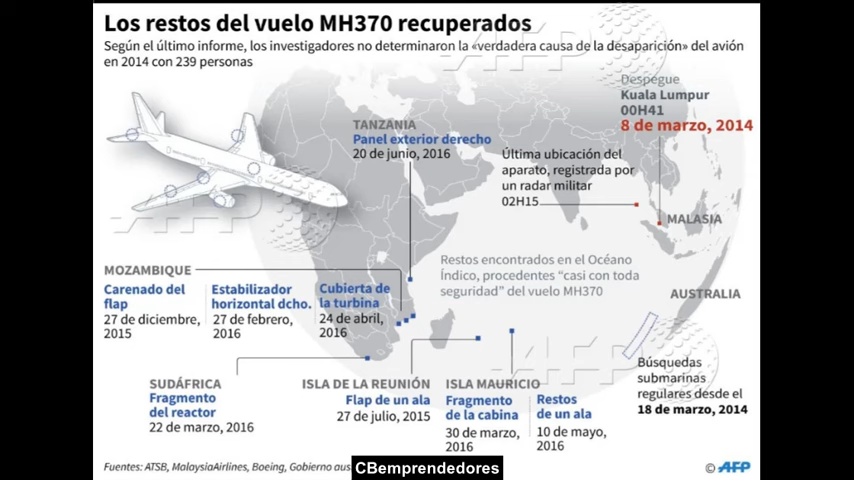 Los restos del vuelo MH370 recuperados
Según el último informe, los investigadores no determinaron la «verdadera causa de la desaparición» del avión
en 2014 con 239 personas
Despegue
Kuala Lumpur
00H41
8 de marzo, 2014
TANZANIA
Panel exterior derecho
20 de junio, 2016
Última ubicación del
aparato, registrada por
un radar militar
02H15
MALASIA
Restos encontrados en el Océano
Índico, procedentes "casi con toda
seguridad" del vuelo MH370
MOZAMBIQUE
Carenado del
flap
27 de diciembre,
2015
Estabilizador
horizontal dcho.
27 de febrero,
2016
Cubierta de
la turbina
24 de abril,
2016
AUSTRALIA
Búsquedas
submarinas
regulares desde el
18 de marzo, 2014
SUDÁFRICA
Fragmento
del reactor
22 de marzo, 2016
ISLA DE LA REUNIÓN
Flap de un ala
27 de julio, 2015
ISLA MAURICIO
Fragmento
de la cabina
30 de marzo,
2016
Restos
de un ala
10 de mayo,
2016
Fuentes: ATSB, MalaysiaAirlines, Boeing, Gobierno aus
CBemprendedores
© AFP